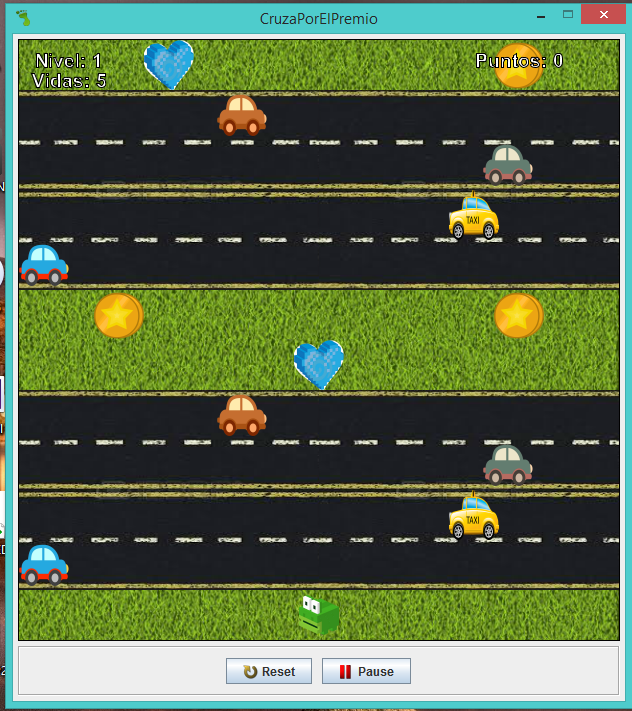 CruzaPorElPremio
Nivel: 1
Puntos: 0
Vidas: 5
TAXI
TAXI
Reset
Pause